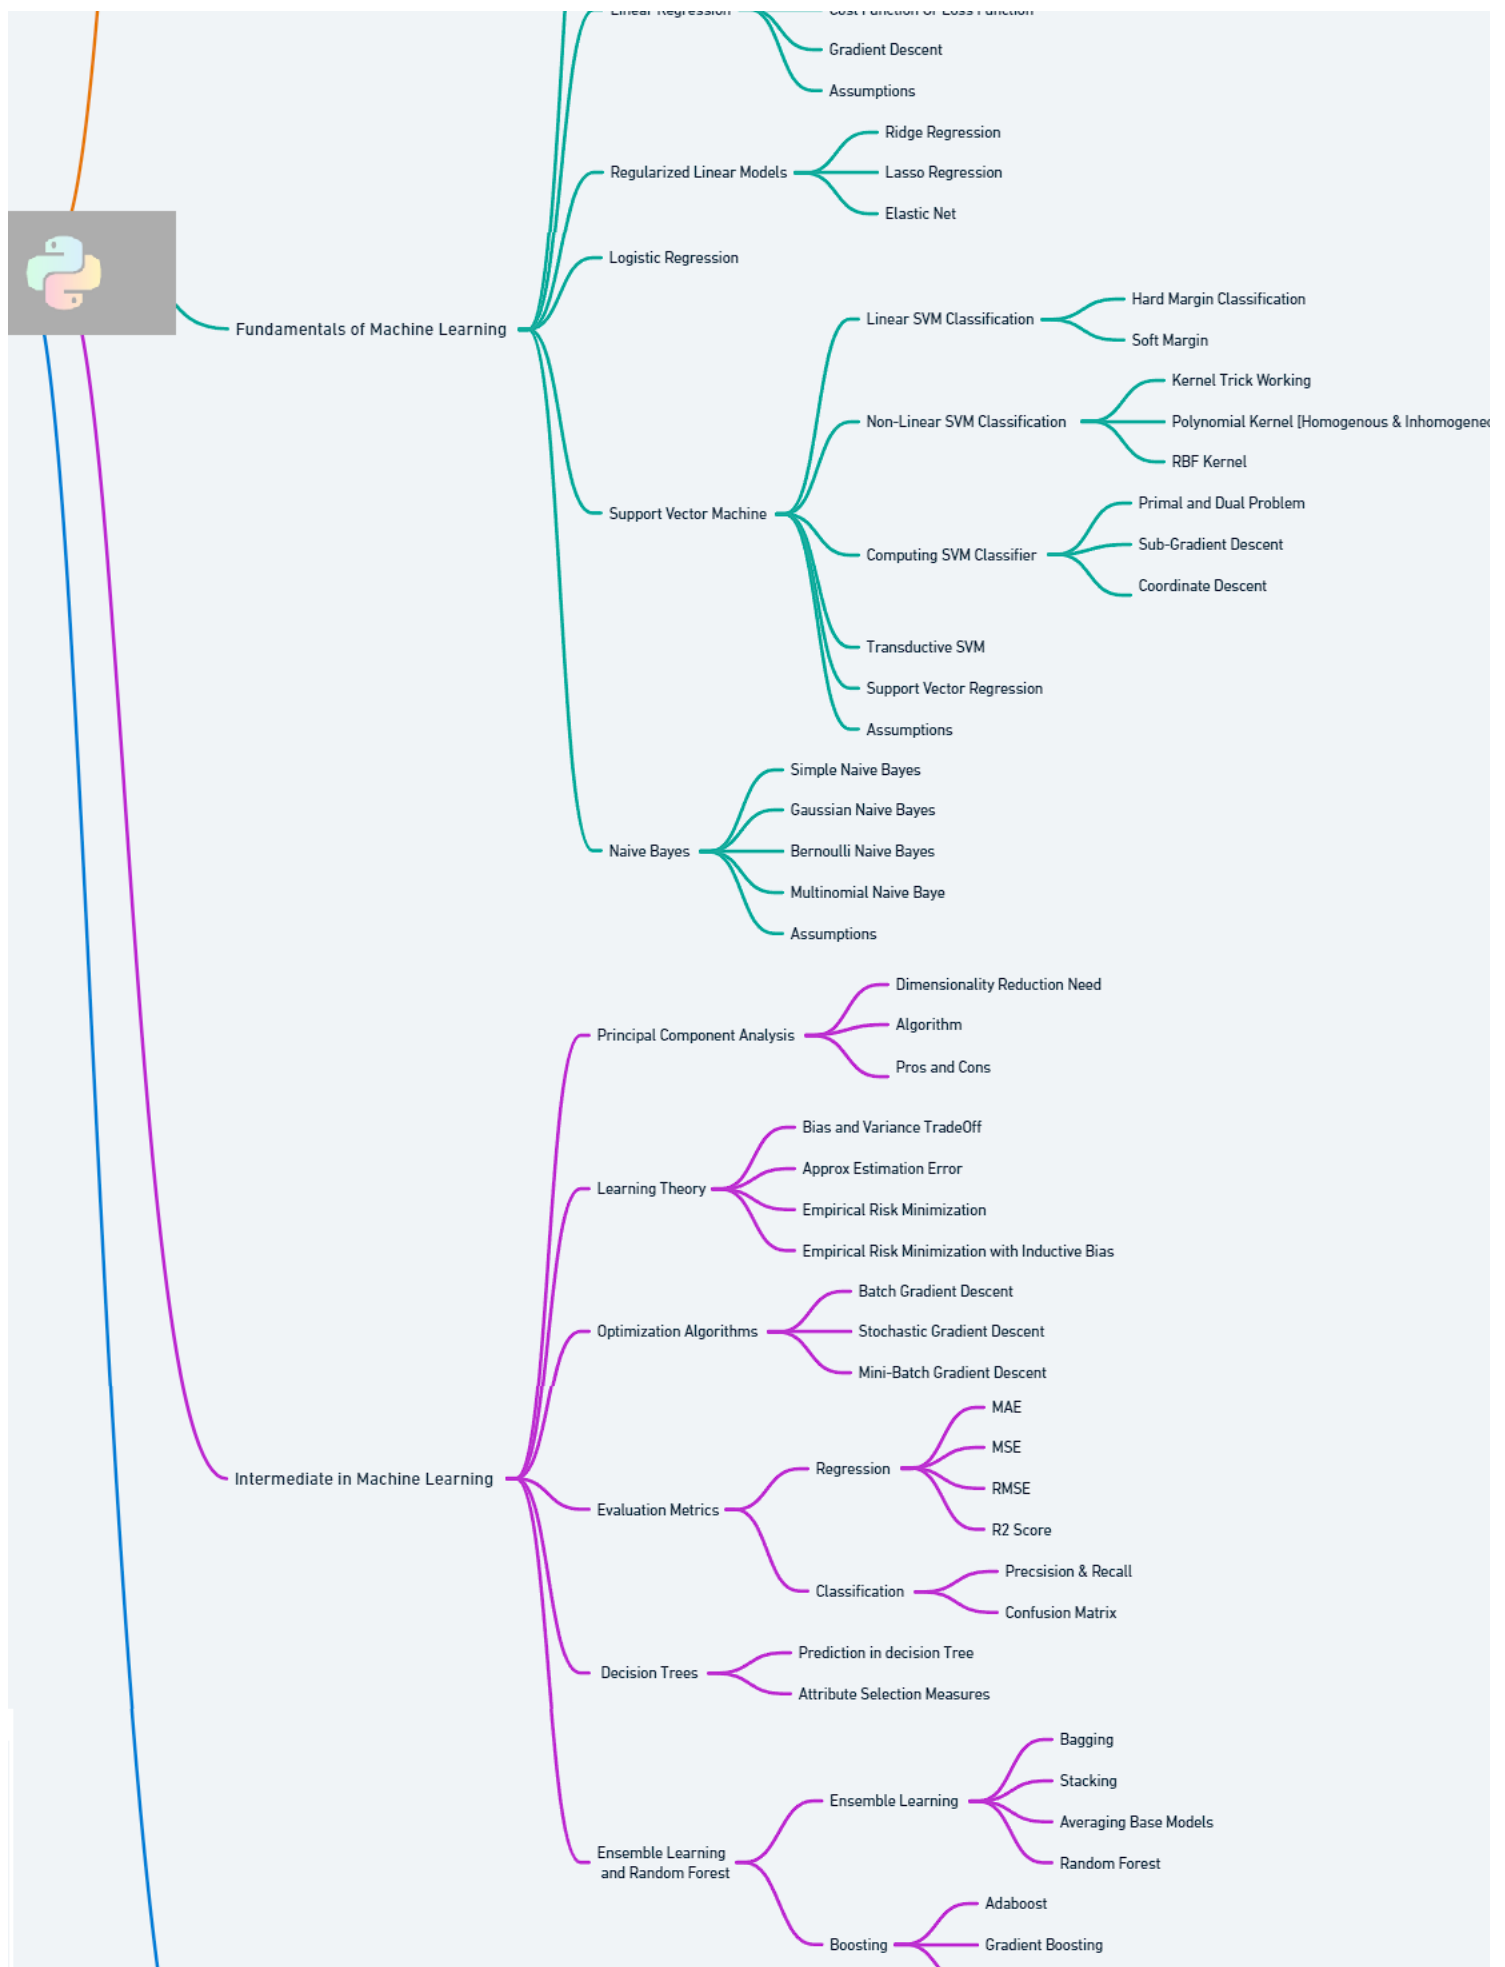 Linear Regression
Cost Function Or Loss Function
Gradient Descent
Assumptions
Ridge Regression
Regularized Linear Models
Lasso Regression
Elastic Net
Logistic Regression
Hard Margin Classification
Linear SVM Classification
Fundamentals of Machine Learning
Soft Margin
Kernel Trick Working
Non-Linear SVM Classification
Polynomial Kernel [Homogenous &
RBF Kernel
Primal and Dual Problem
Support Vector Machine
Sub-Gradient Descent
Computing SVM Classifier
Coordinate Descent
Transductive SVM
Support Vector Regression
Assumptions
Simple Naive Bayes
Gaussian Naive Bayes
Naive Bayes
Bernoulli Naive Bayes
Multinomial Naive Baye
Assumptions
Dimensionality Reduction Need
Algorithm
Principal Component Analysis
Pros and Cons
Bias and Variance TradeOff
Approx Estimation Error
Learning Theory
Empirical Risk Minimization
Empirical Risk Minimization with Inductive Bias
Batch Gradient Descent
Optimization Algorithms
Stochastic Gradient Descent
Mini-Batch Gradient Descent
MAE
MSE
Regression
Intermediate in Machine Learning
RMSE
Evaluation Metrics
R2 Score
Precsision & Recall
Classification
Confusion Matrix
Prediction in decision Tree
Decision Trees
Attribute Selection Measures
Bagging
Stacking
Ensemble Learning
Averaging Base Models
Ensemble Learning
and Random Forest
Random Forest
Adaboost
Boosting
Gradient Boosting